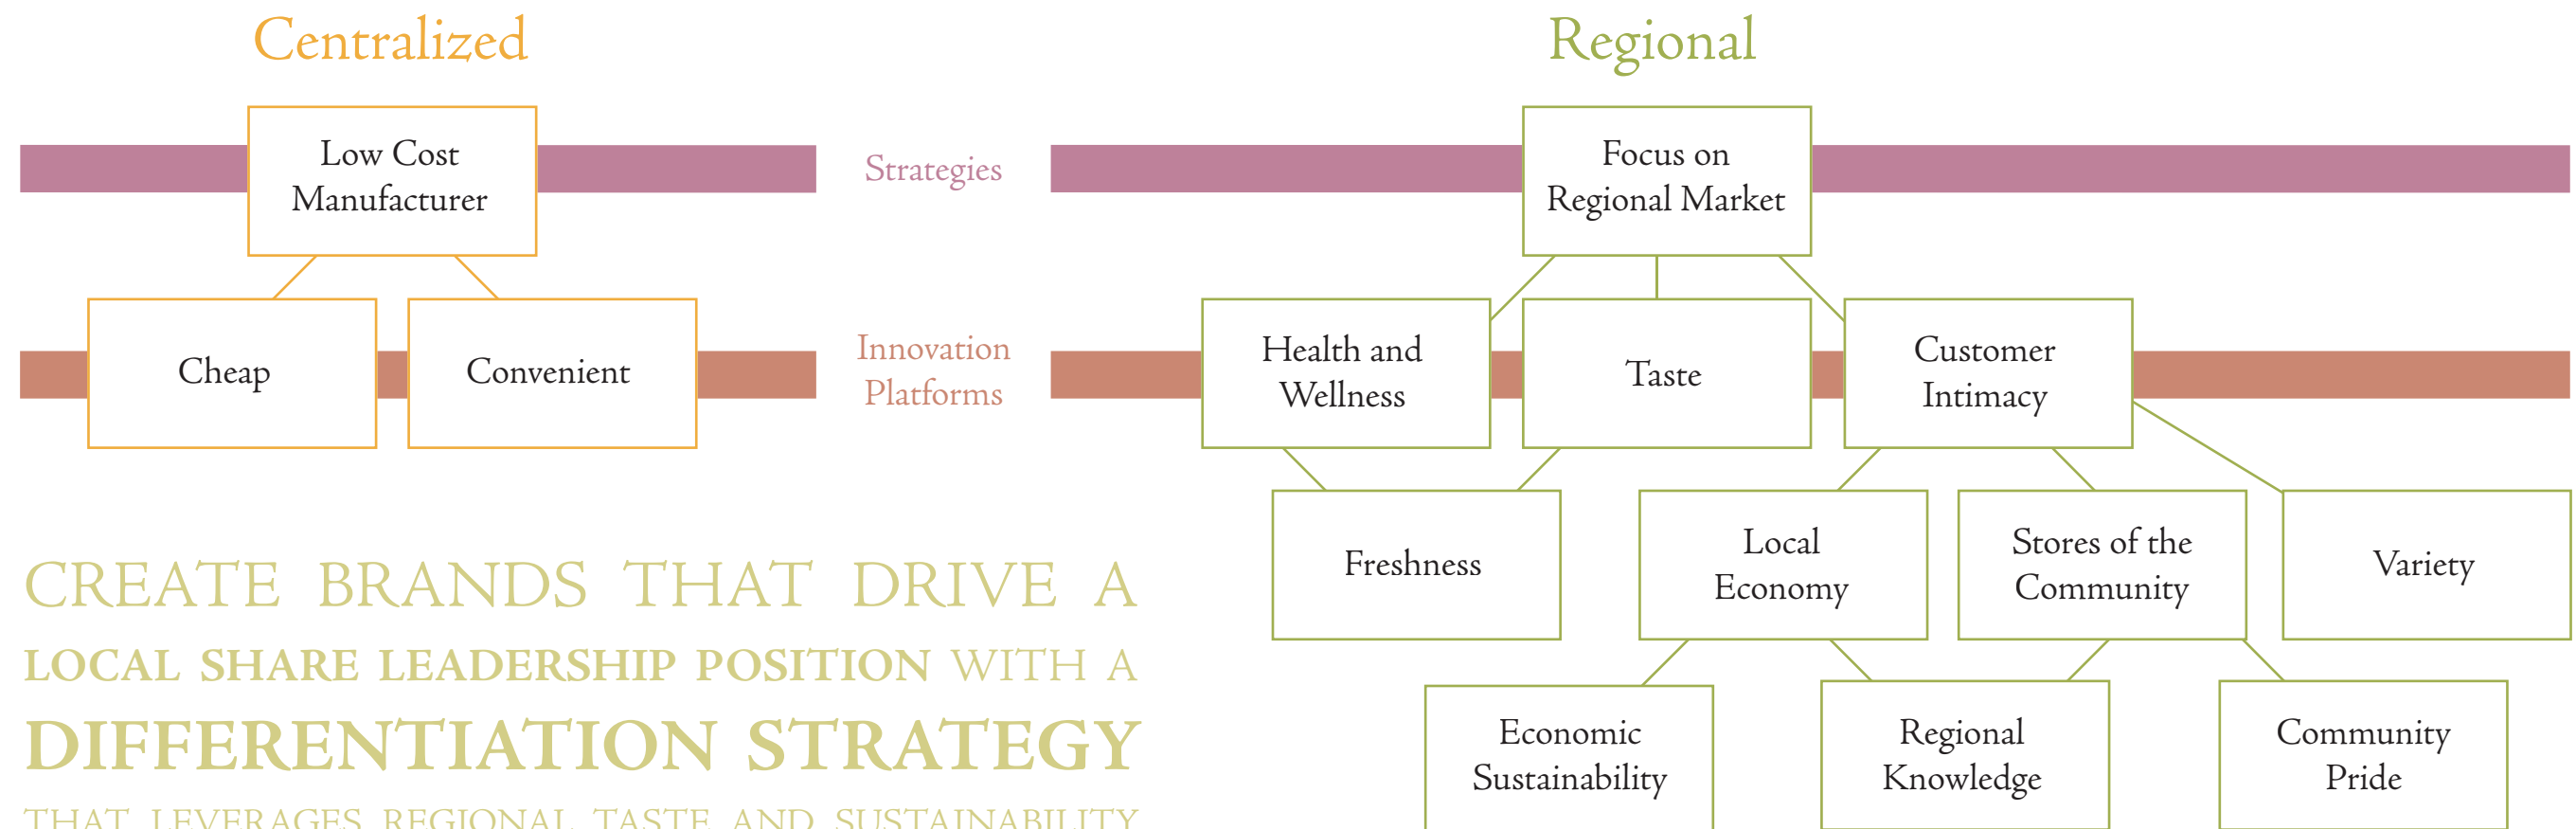 Centralized
Regional
Low Cost
Manufacturer
Strategies
Focus on
Regional Market
Cheap
Convenient
Innovation
Platforms
Health and
Wellness
Taste
Customer
Intimacy
Freshness
Local
Economy
Stores of the
Community
Variety
CREATE BRANDS THAT DRIVE A
LOCAL SHARE LEADERSHIP POSITION WITH A
DIFFERENTIATION STRATEGY
THAT LEVERAGES REGIONAL TASTE AND SUSTAINABILITY
Economic
Sustainability
Regional
Knowledge
Community
Pride